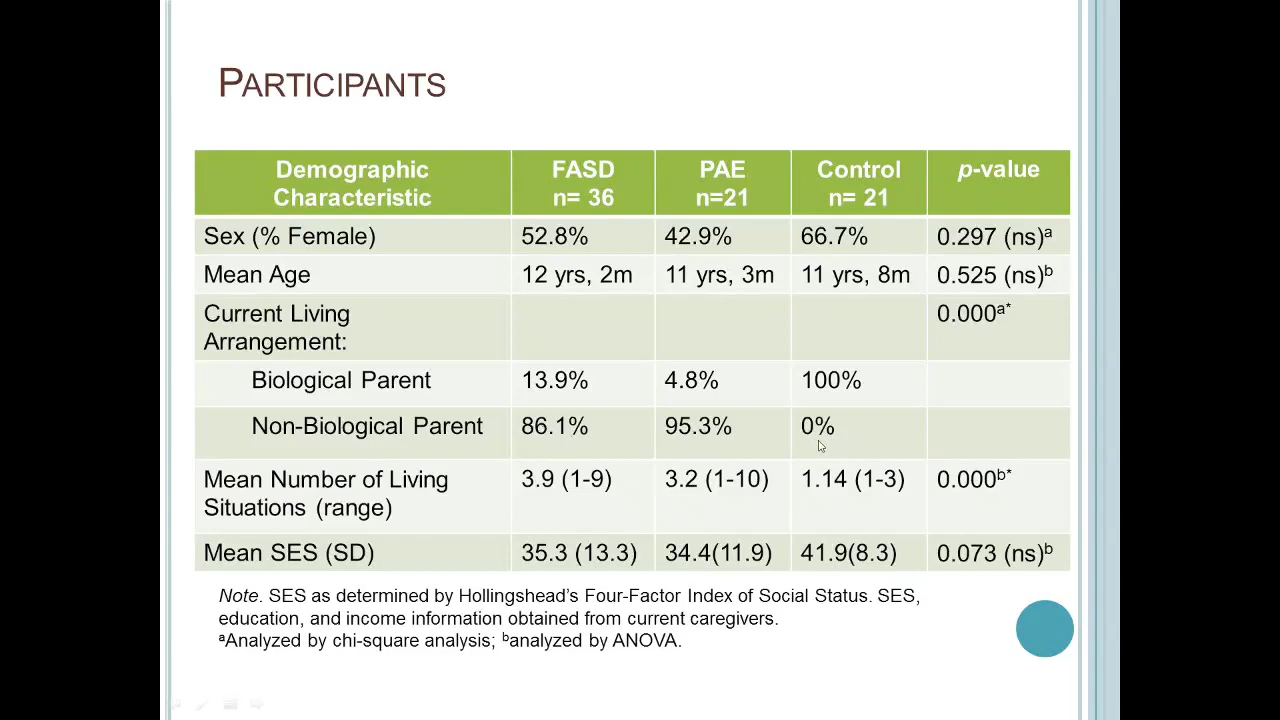 PARTICIPANTS
Demographic Characteristic FASD n= 36 PAE n=21 Control n= 21 p-value
Sex (% Female) 52.8% 42.9% 66.7% 0.297 (ns)a
Mean Age 12 yrs, 2m 11 yrs, 3m 11 yrs, 8m 0.525 (ns)b
Current Living Arrangement: 0.000a*
Biological Parent 13.9% 4.8% 100%
Non-Biological Parent 86.1% 95.3% 0%
Mean Number of Living Situations (range) 3.9 (1-9) 3.2 (1-10) 1.14 (1-3) 0.000b*
Mean SES (SD) 35.3 (13.3) 34.4(11.9) 41.9(8.3) 0.073 (ns)b
Note. SES as determined by Hollingshead's Four-Factor Index of Social Status. SES,
education, and income information obtained from current caregivers.
aAnalyzed by chi-square analysis; banalyzed by ANOVA.